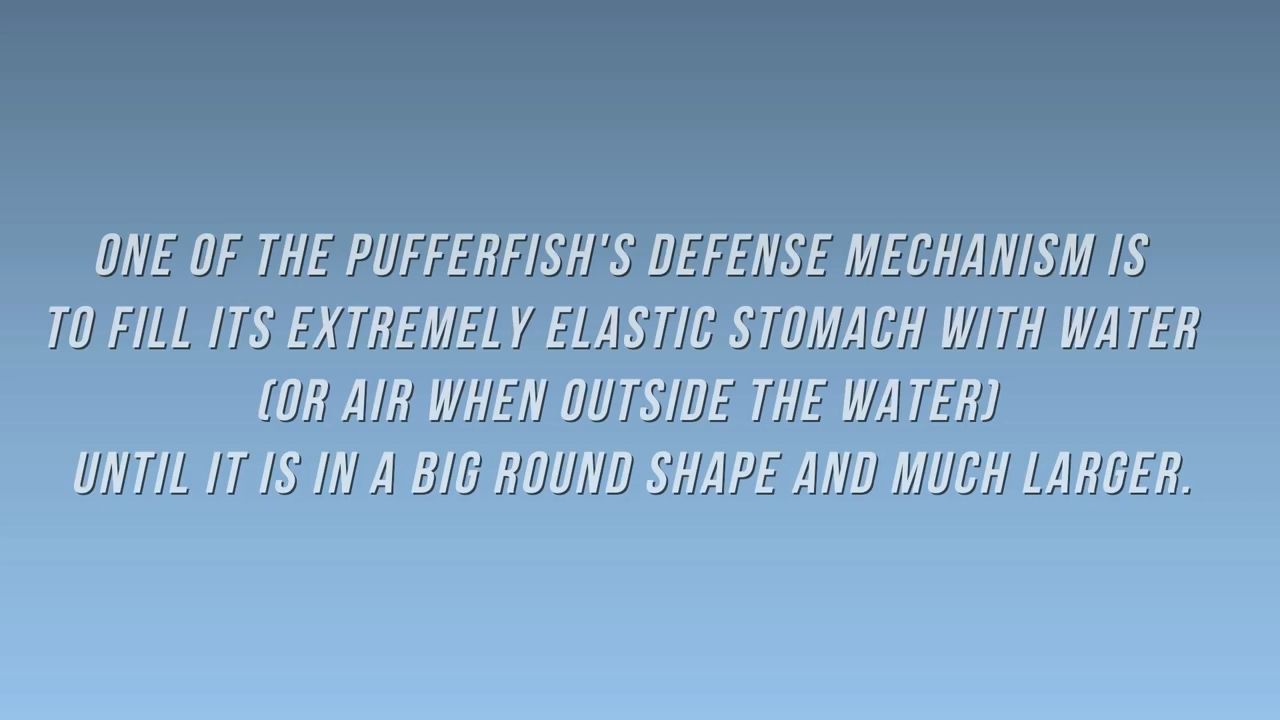 ONE OF THE PUFFERFISH'S DEFENSE MECHANISM IS
TO FILL ITS EXTREMELY ELASTIC STOMACH WITH WATER
(OR AIR WHEN OUTSIDE THE WATER)
UNTIL IT IS IN A BIG ROUND SHAPE AND MUCH LARGER.